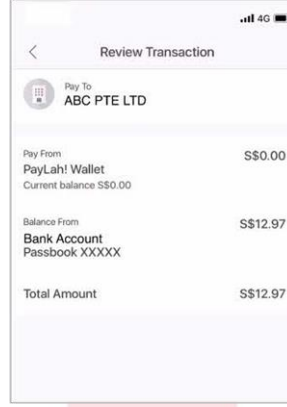 4G
Review Transaction
Pay To
ABC PTE LTD
Pay From
S$0.00
PayLah! Wallet
Current balance S$0.00
Balance From
S$12.97
Bank Account
Passbook XXXXX
Total Amount S$12.97